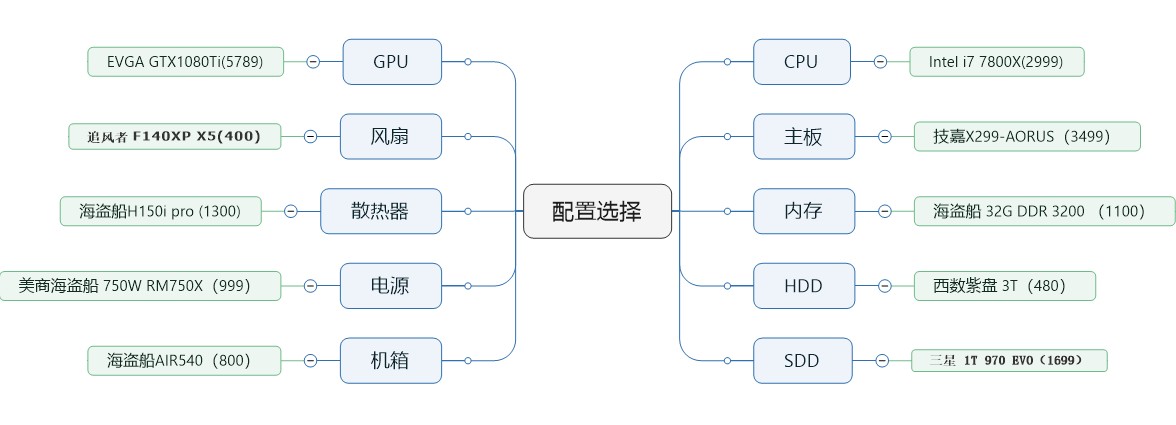 配置选择
GPU
EVGA GTX1080Ti(5789)
风扇
追风者 F140XP X5(400)
散热器
海盗船H150i pro (1300)
电源
美商海盗船 750W RM750X（999）
机箱
海盗船AIR540（800）
CPU
Intel i7 7800X(2999)
主板
技嘉X299-AORUS（3499）
内存
海盗船 32G DDR 3200 （1100）
HDD
西数紫盘 3T（480）
SDD
三星 1T 970 EVO（1699）